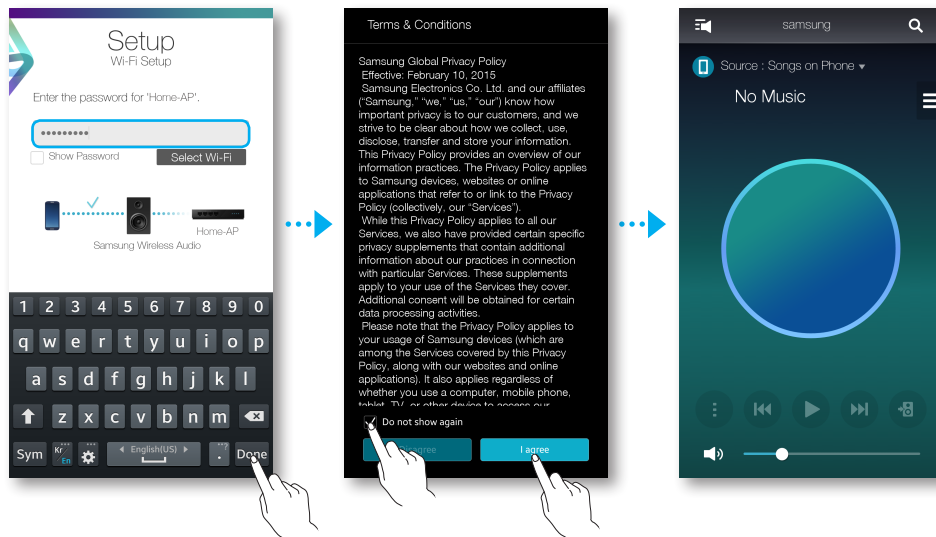 Setup
Wi-Fi Setup
Enter the password for 'Home-AP'.
•••••••••
Show Password
Select Wi-Fi
Home-AP
Samsung Wireless Audio
1 2 3 4 5 6 7 8 9 0
q w e r t y u i o p
a s d f g h j k l
z x c v b n m
Sym Kr/En English(US) . Done
Terms & Conditions
Samsung Global Privacy Policy
Effective: February 10, 2015
Samsung Electronics Co. Ltd. and our affiliates
("Samsung," "we," "us," "our") know how
important privacy is to our customers, and we
strive to be clear about how we collect, use,
disclose, transfer and store your information.
This Privacy Policy provides an overview of our
information practices. The Privacy Policy applies
to Samsung devices, websites or online
applications that refer to or link to the Privacy
Policy (collectively, our "Services").
While this Privacy Policy applies to all our
Services, we also have provided certain specific
privacy supplements that contain additional
information about our practices in connection
with particular Services. These supplements
apply to your use of the Services they cover.
Additional consent will be obtained for certain
data processing activities.
Please note that the Privacy Policy applies to
your usage of Samsung devices (which are
among the Services covered by this Privacy
Policy, along with our websites and online
applications). It also applies regardless of
whether you use a computer, mobile phone,
tablet, TV, or other device to access our
Do not show again
I agree
samsung
Source : Songs on Phone
No Music